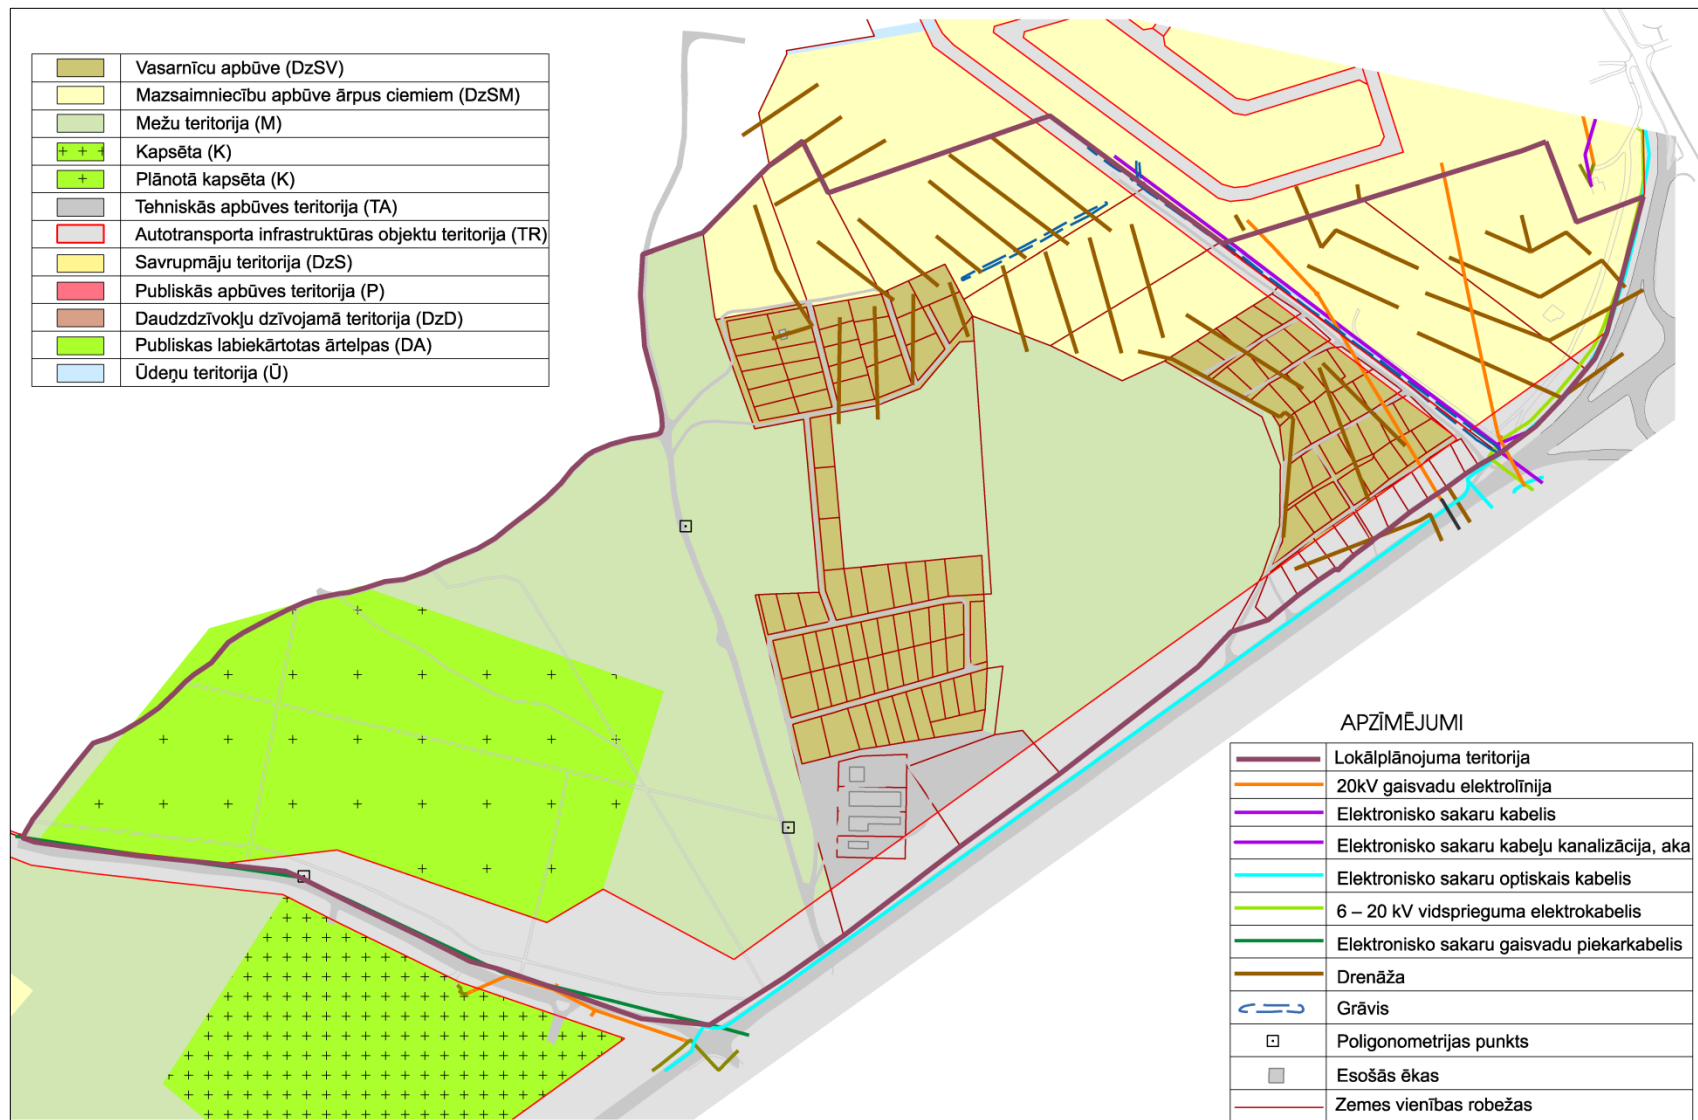 Vasarnīcu apbūve (DzSV)
Mazsaimniecību apbūve ārpus ciemiem (DzSM)
Mežu teritorija (M)
Kapsēta (K)
Plānotā kapsēta (K)
Tehniskās apbūves teritorija (TA)
Autotransporta infrastruktūras objektu teritorija (TR)
Savrupmāju teritorija (DzS)
Publiskās apbūves teritorija (P)
Daudzdzīvokļu dzīvojamā teritorija (DzD)
Publiskas labiekārtotas ārtelpas (DA)
Ūdeņu teritorija (Ū)
APZĪMĒJUMI
Lokālplānojuma teritorija
20kV gaisvadu elektrolīnija
Elektronisko sakaru kabelis
Elektronisko sakaru kabeļu kanalizācija, aka
Elektronisko sakaru optiskais kabelis
6 – 20 kV vidsprieguma elektrokabelis
Elektronisko sakaru gaisvadu piekarkabelis
Drenāža
Grāvis
Poligonometrijas punkts
Esošās ēkas
Zemes vienības robežas